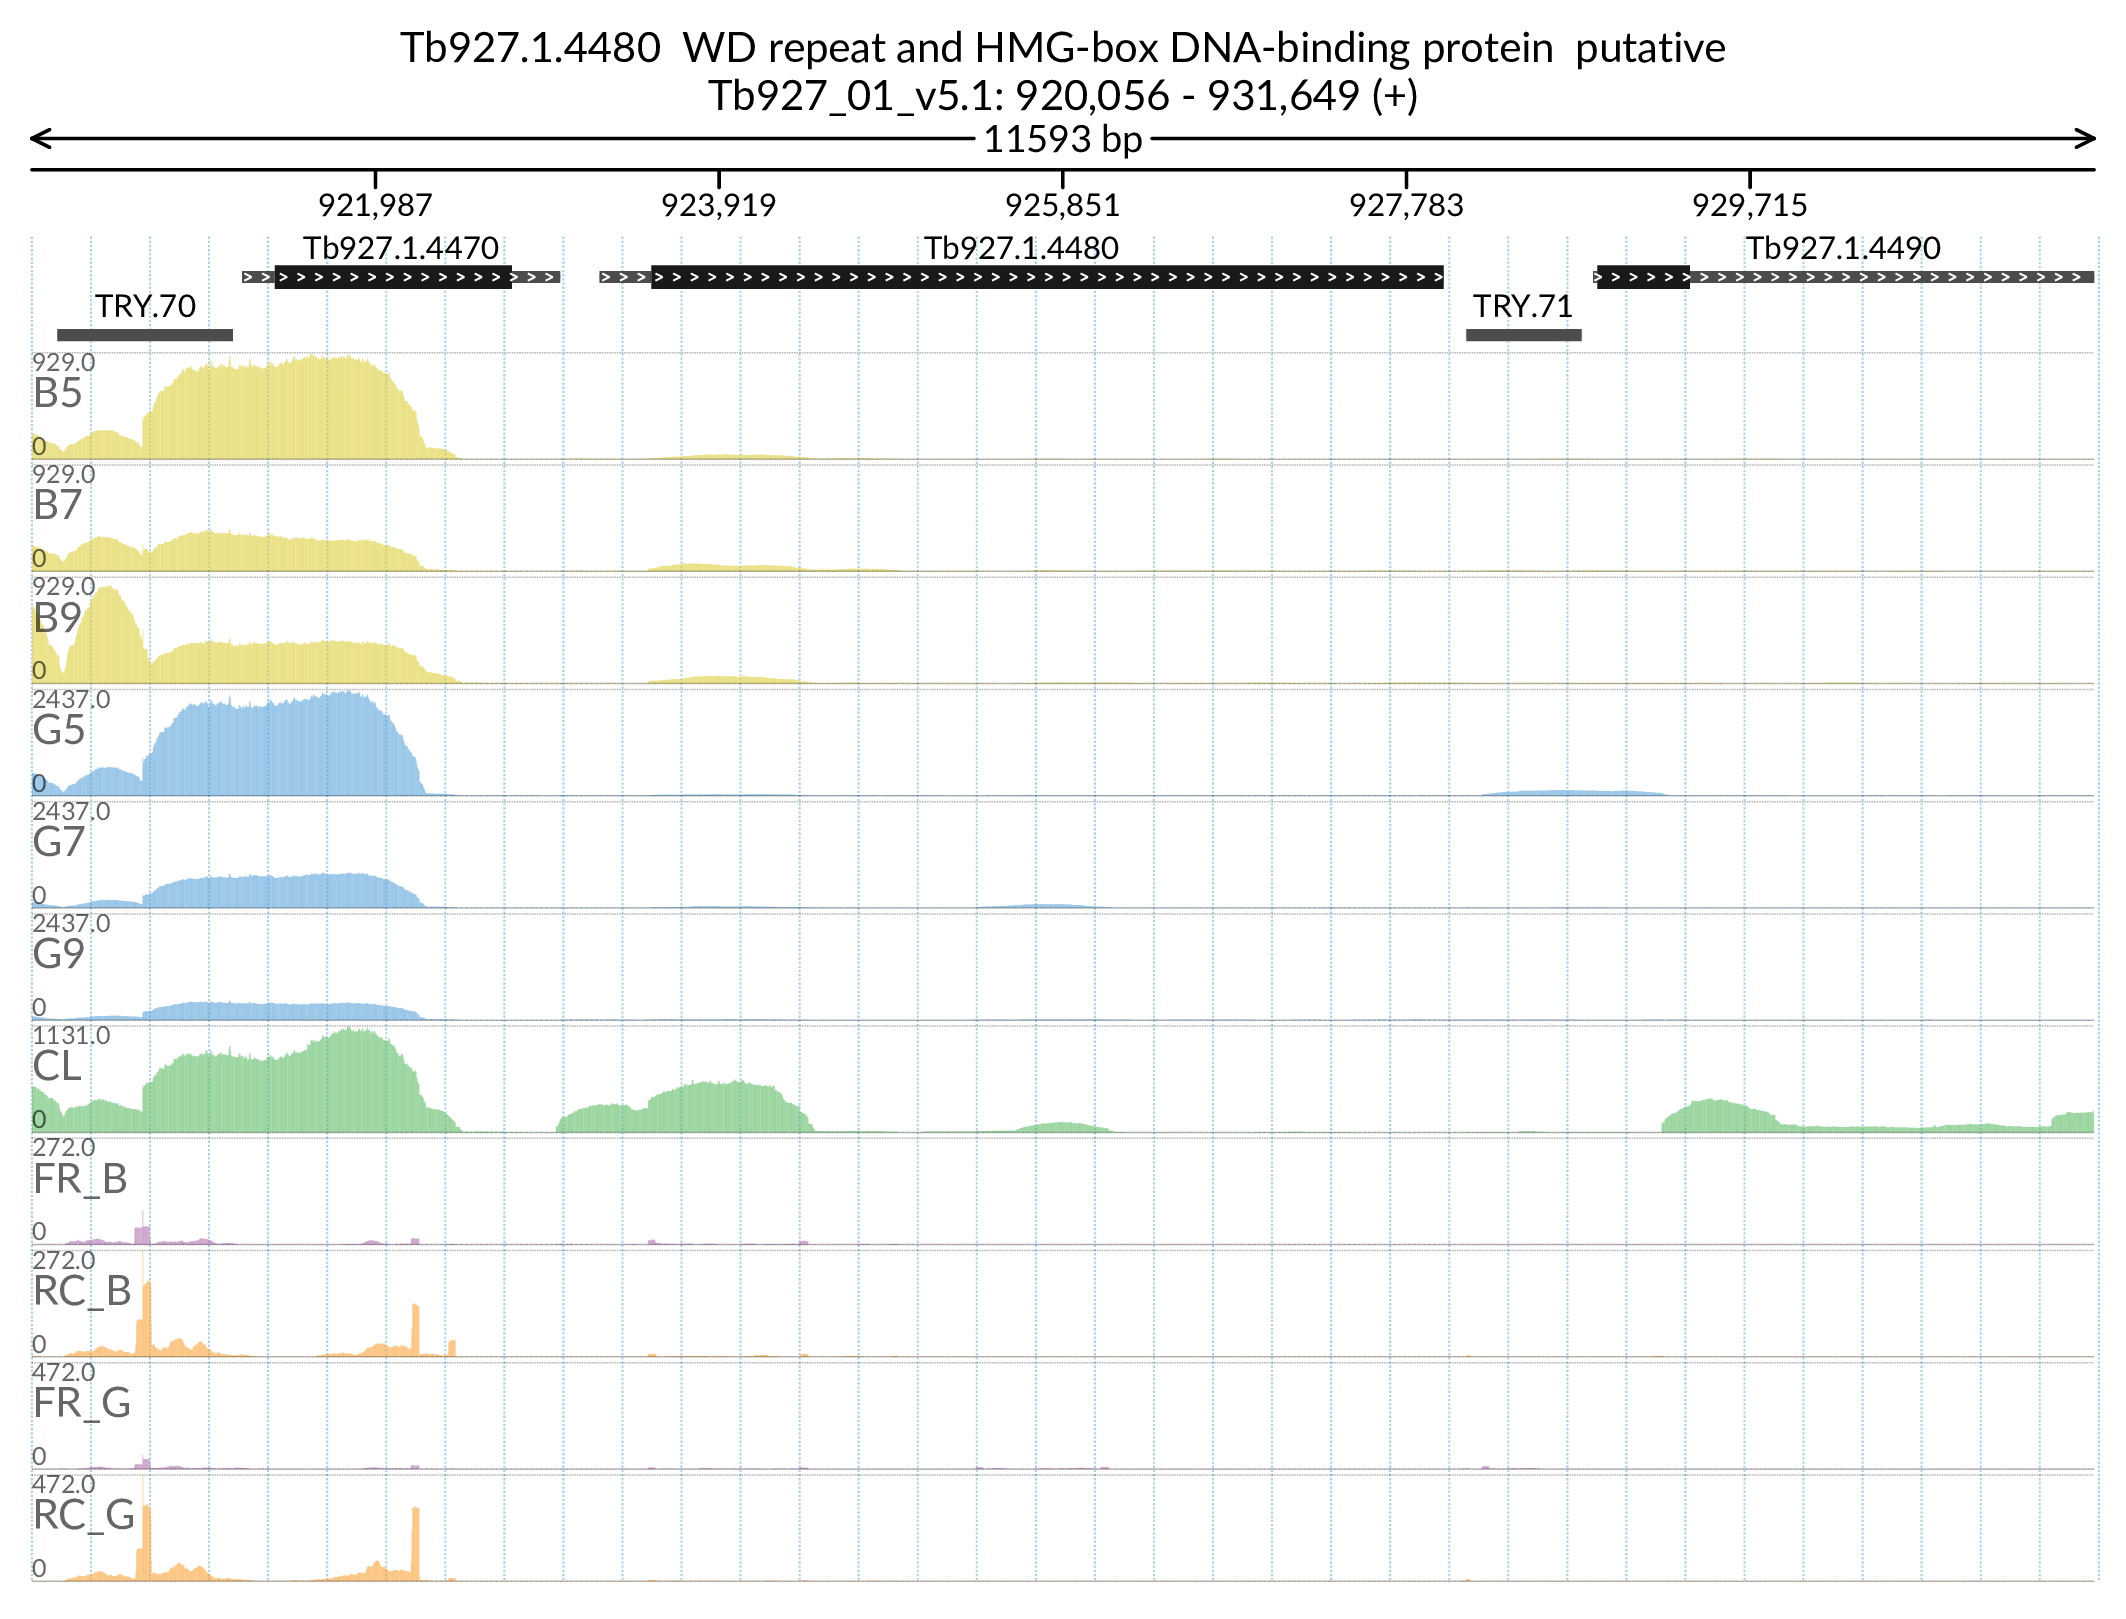 Tb927.1.4480  WD repeat and HMG-box DNA-binding protein  putative
Tb927_01_v5.1: 920,056 - 931,649 (+)
11593 bp
921,987 923,919 925,851 927,783 929,715
Tb927.1.4470 Tb927.1.4480 Tb927.1.4490
TRY.70 TRY.71
929.0
B5
0
929.0
B7
0
929.0
B9
0
2437.0
G5
0
2437.0
G7
0
2437.0
G9
0
1131.0
CL
0
272.0
FR_B
0
272.0
RC_B
0
472.0
FR_G
0
472.0
RC_G
0